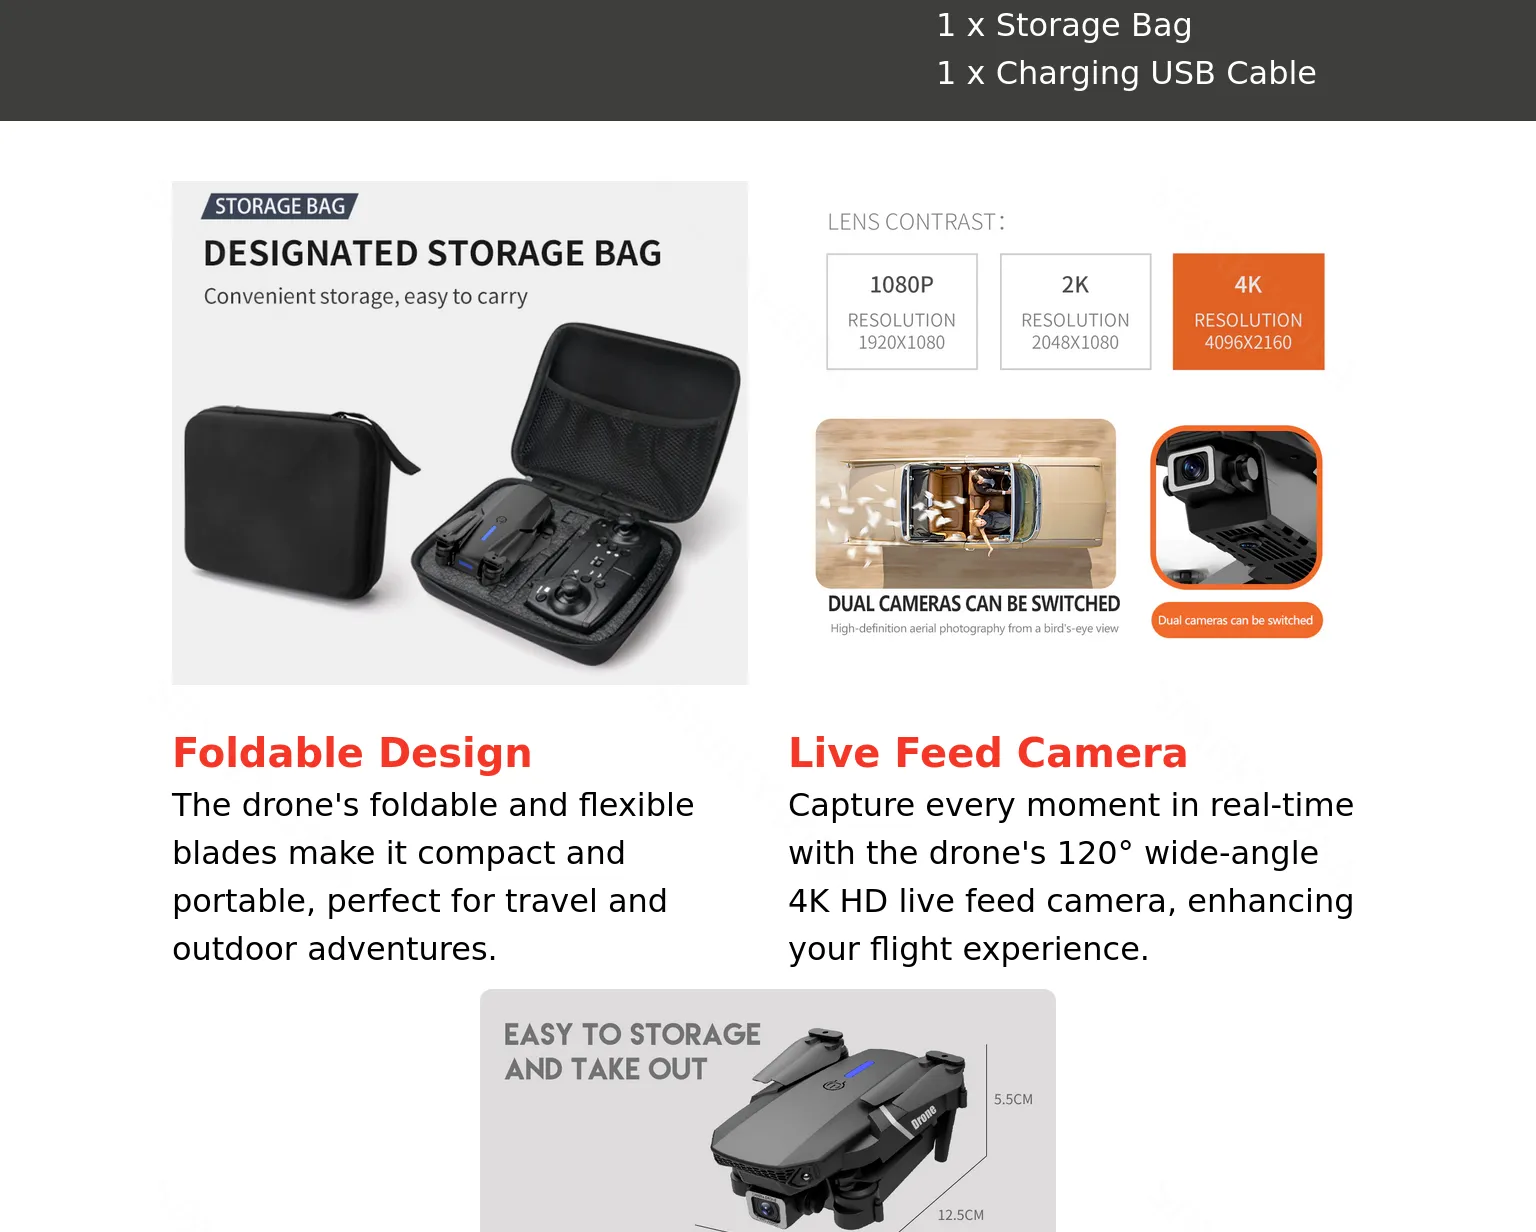 1 x Storage Bag
1 x Charging USB Cable
STORAGE BAG
DESIGNATED STORAGE BAG
Convenient storage, easy to carry
LENS CONTRAST:
1080P
RESOLUTION
1920X1080
2K
RESOLUTION
2048X1080
4K
RESOLUTION
4096X2160
DUAL CAMERAS CAN BE SWITCHED
High-definition aerial photography from a bird's-eye view
Dual cameras can be switched
Foldable Design
The drone's foldable and flexible
blades make it compact and
portable, perfect for travel and
outdoor adventures.
Live Feed Camera
Capture every moment in real-time
with the drone's 120° wide-angle
4K HD live feed camera, enhancing
your flight experience.
EASY TO STORAGE
AND TAKE OUT
Drone
5.5CM
12.5CM